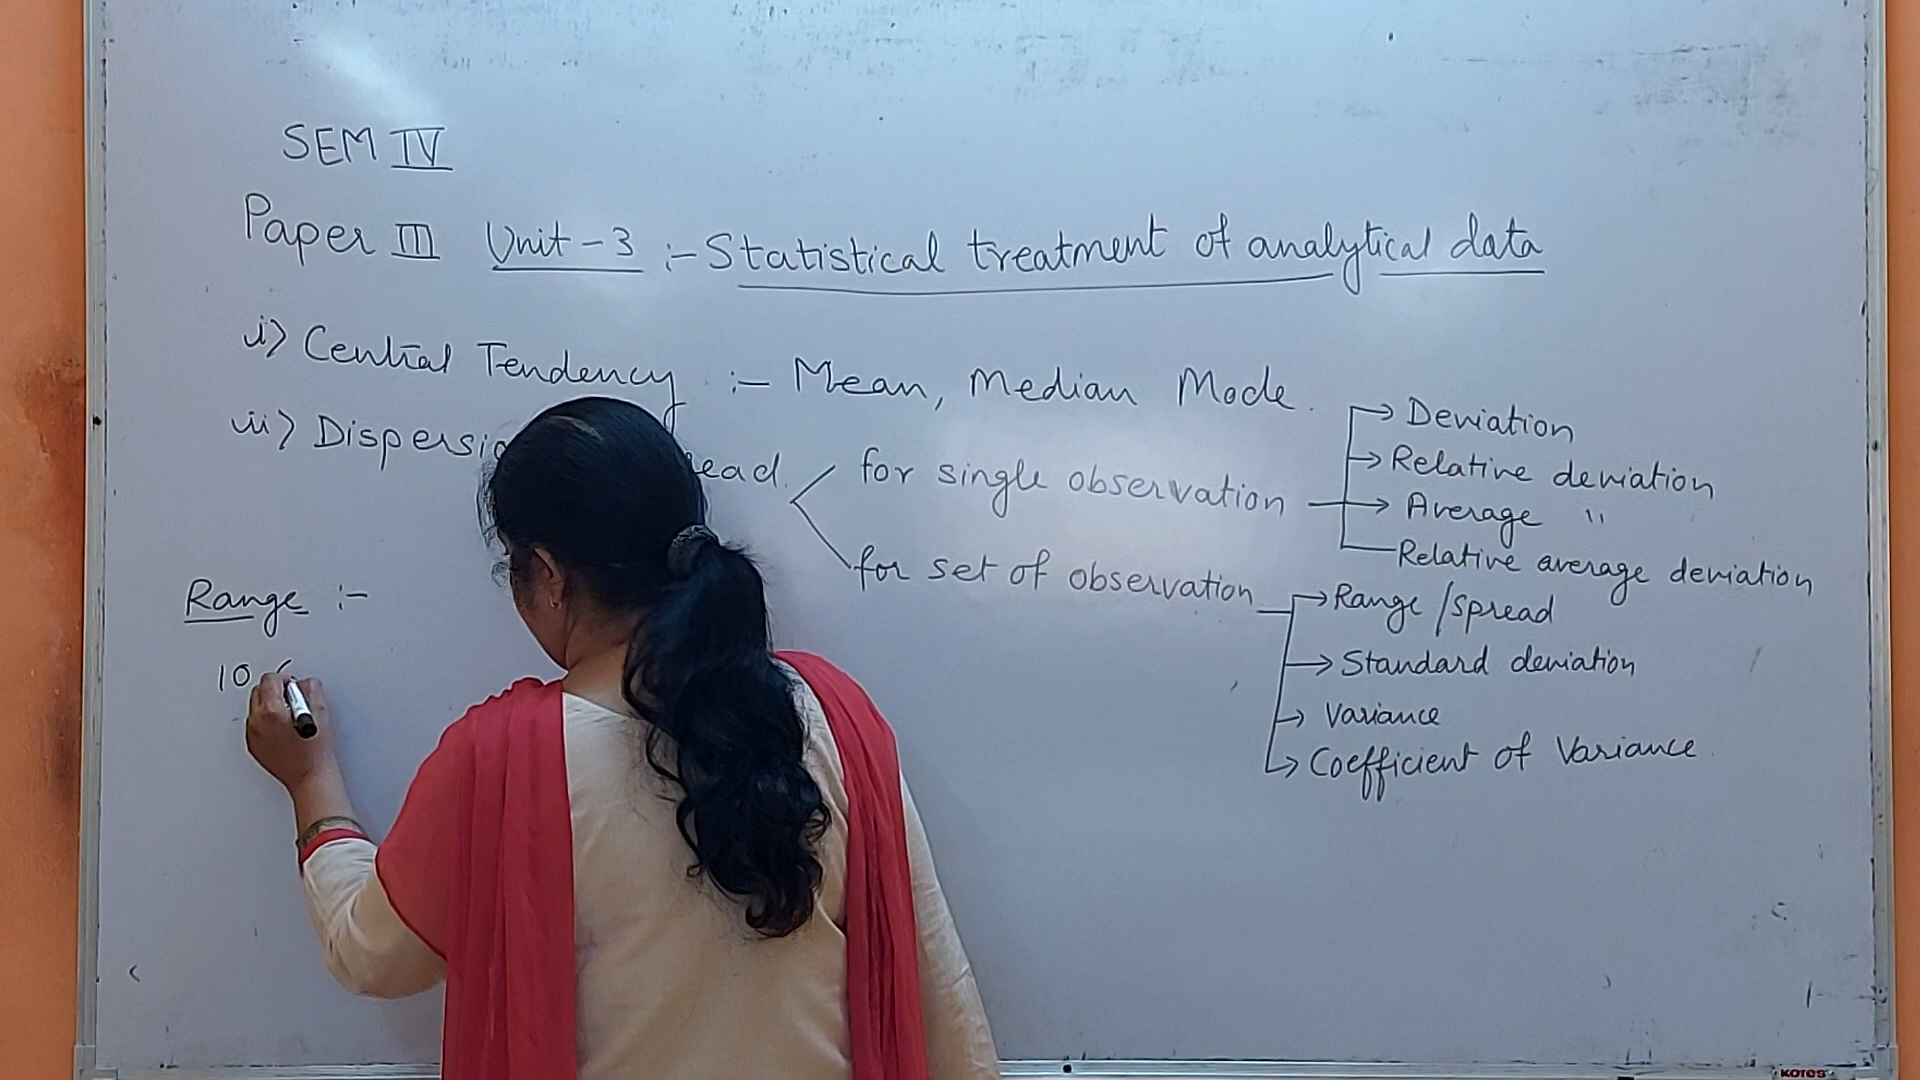 SEM IV
Paper III Unit-3 :- Statistical treatment of analytical data
i) Central Tendency :- Mean, Median Mode.
ii) Dispersio ead.
for single observation
→ Deviation
→ Relative deviation
→ Average "
Relative average deviation
for set of observation
→ Range/spread
→ Standard deviation
→ Variance
→ Coefficient of Variance.
Range :-
10
KORES